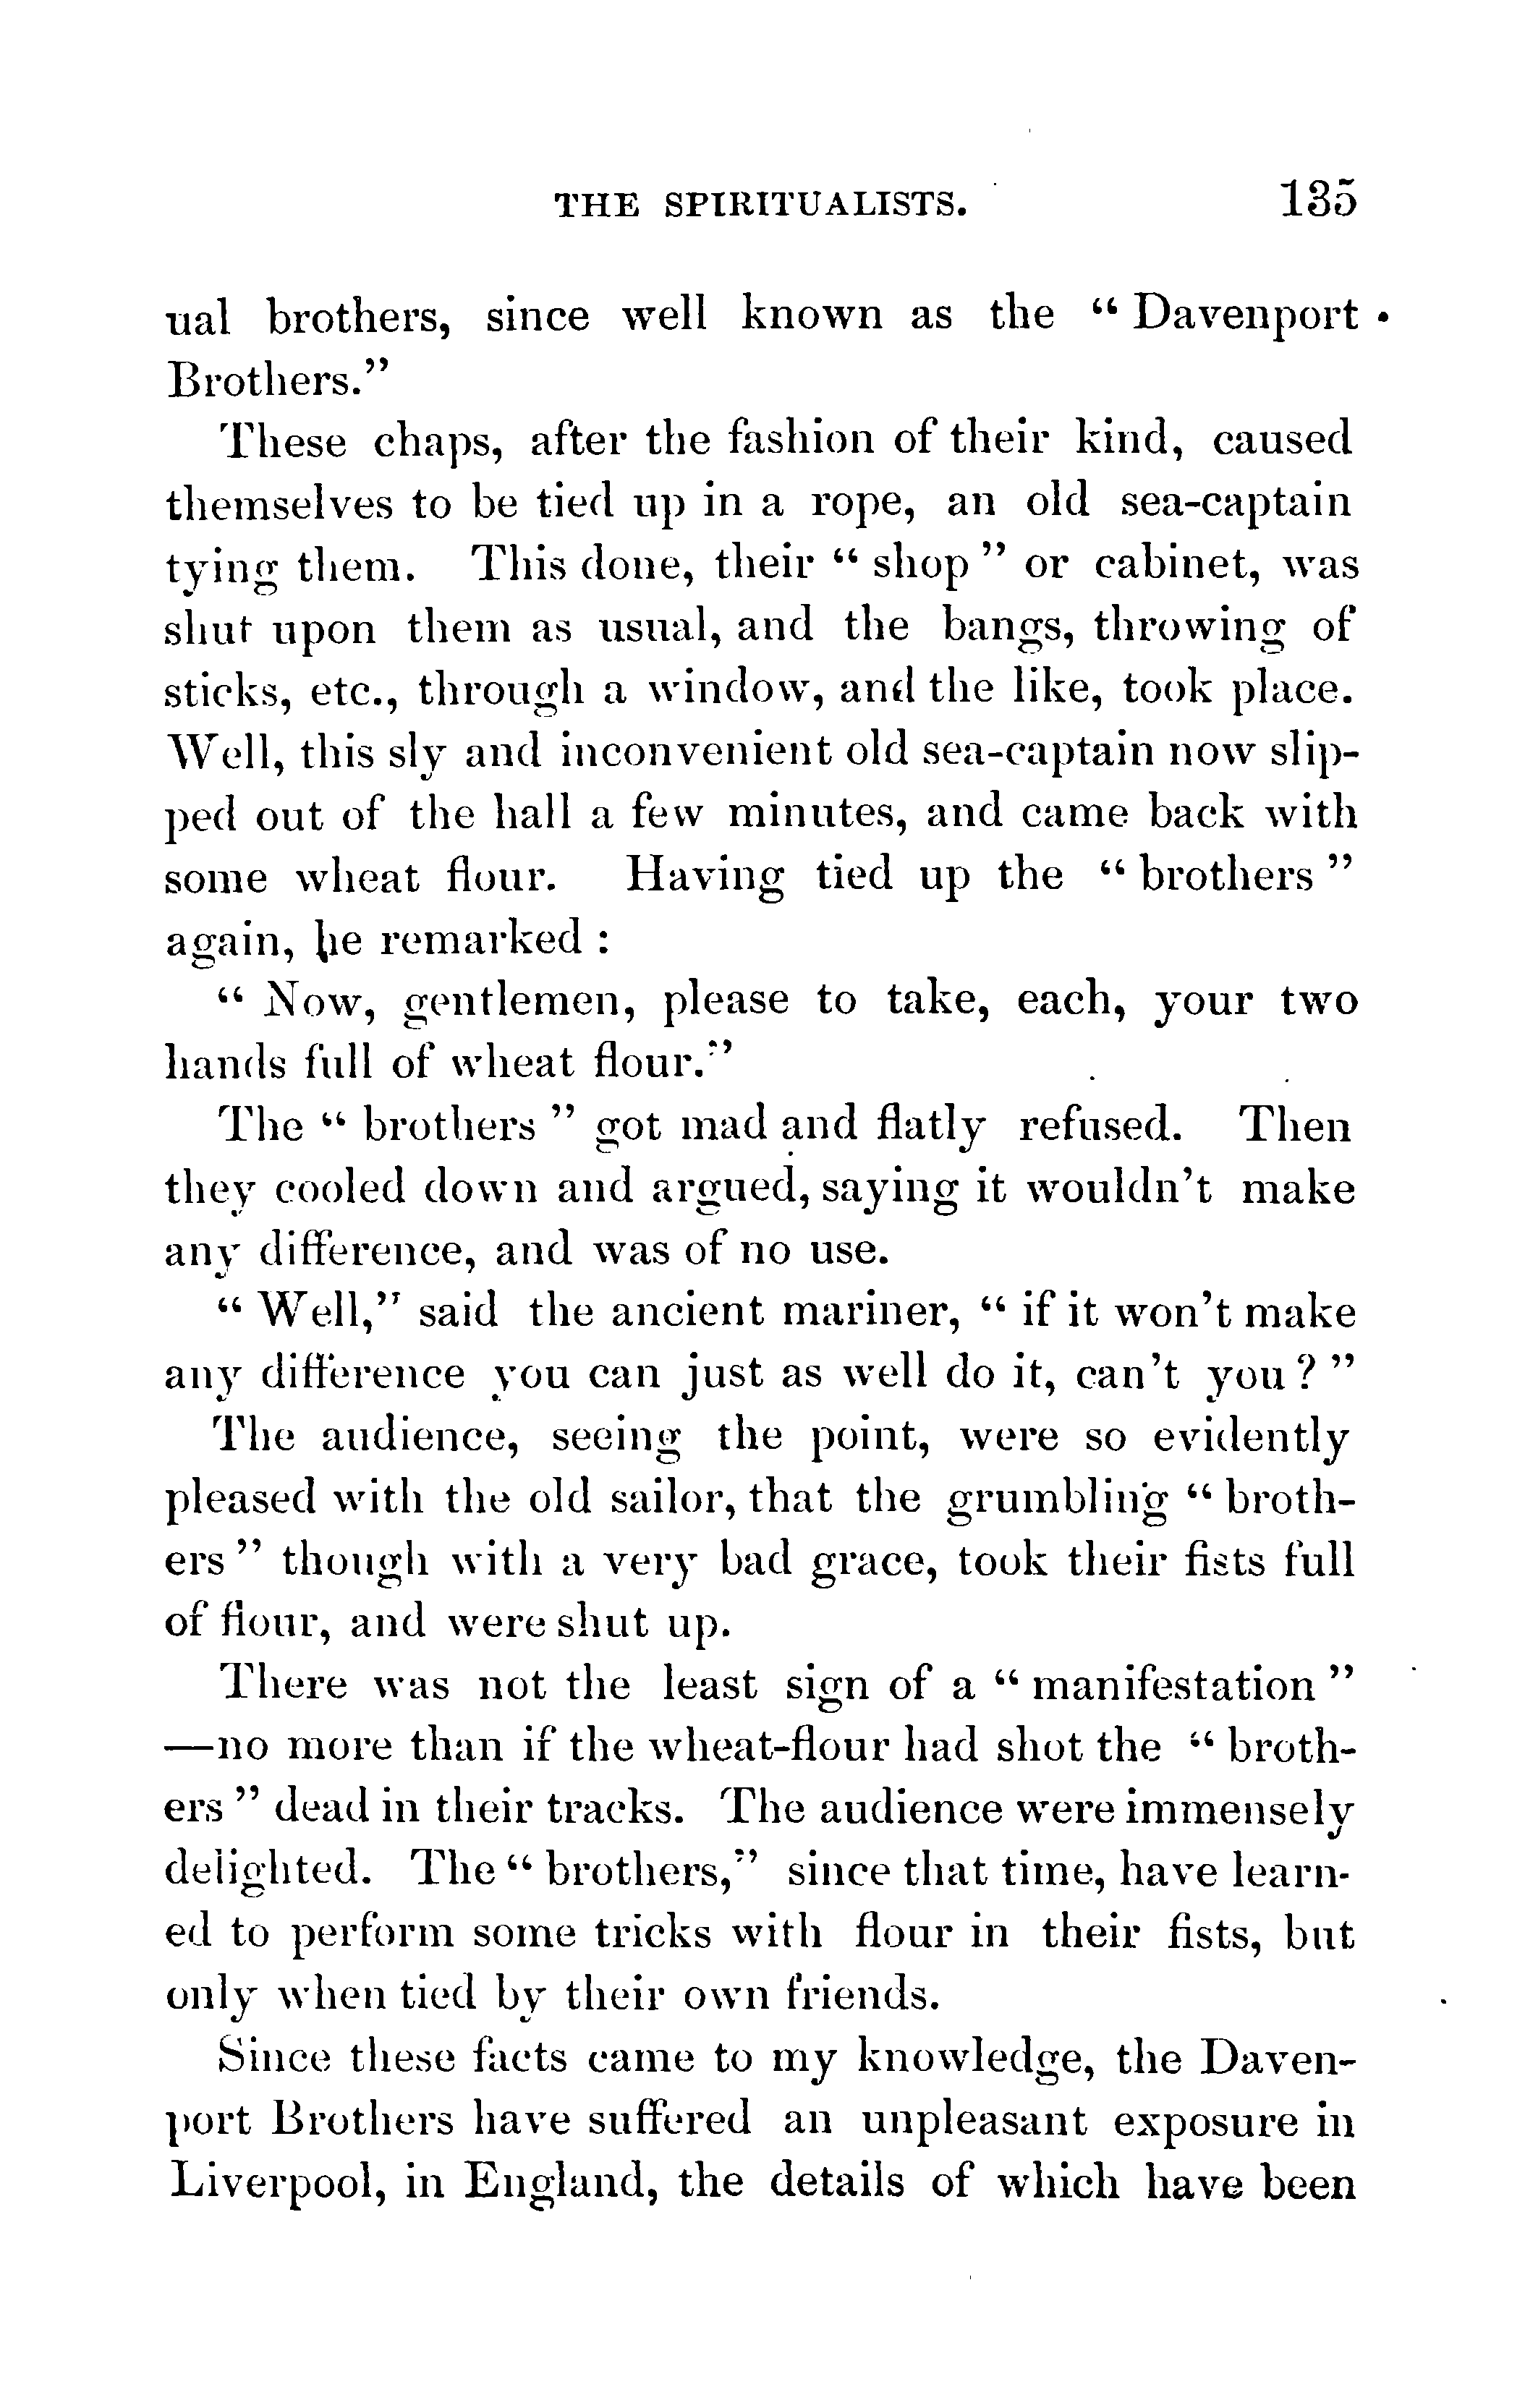 THE SPIRITUALISTS. 135
ual brothers, since well known as the “ Davenport
Brothers.”
These chaps, after the fashion of their kind, caused
themselves to be tied up in a rope, an old sea-captain
tying them. This done, their “ shop ” or cabinet, was
shut upon them as usual, and the bangs, throwing of
sticks, etc., through a window, and the like, took place.
Well, this sly and inconvenient old sea-captain now slip-
ped out of the hall a few minutes, and came back with
some wheat flour. Having tied up the “ brothers ”
again, he remarked :
“ Now, gentlemen, please to take, each, your two
hands full of wheat flour.”
The “ brothers ” got mad and flatly refused. Then
they cooled down and argued, saying it wouldn’t make
any difference, and was of no use.
“ Well,” said the ancient mariner, “ if it won’t make
any difference you can just as well do it, can’t you ? ”
The audience, seeing the point, were so evidently
pleased with the old sailor, that the grumbling “ broth-
ers ” though with a very bad grace, took their fists full
of flour, and were shut up.
There was not the least sign of a “ manifestation ”
—no more than if the wheat-flour had shot the “ broth-
ers ” dead in their tracks. The audience were immensely
delighted. The “ brothers,” since that time, have learn-
ed to perform some tricks with flour in their fists, but
only when tied by their own friends.
Since these facts came to my knowledge, the Daven-
port Brothers have suffered an unpleasant exposure in
Liverpool, in England, the details of which have been